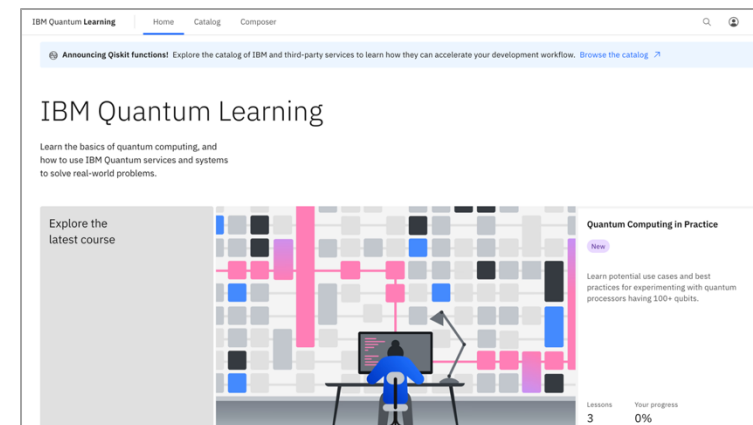 IBM Quantum Learning
Home
Catalog
Composer
Announcing Qiskit functions! Explore the catalog of IBM and third-party services to learn how they can accelerate your development workflow. Browse the catalog
IBM Quantum Learning
Learn the basics of quantum computing, and
how to use IBM Quantum services and systems
to solve real-world problems.
Explore the
latest course
Quantum Computing in Practice
New
Learn potential use cases and best
practices for experimenting with quantum
processors having 100+ qubits.
Lessons
Your progress
3
0%